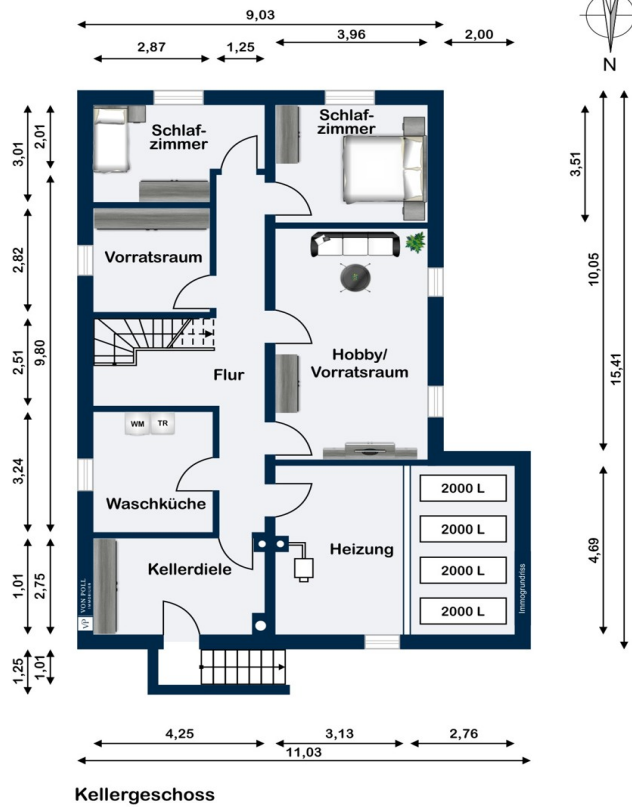 9,03
2,87
1,25
3,96
2,00
N
3,01
2,01
2,82
2,51
9,80
3,24
1,01
2,75
1,25
1,01
3,51
10,05
15,41
4,69
Schlaf-
zimmer
Schlaf-
zimmer
Vorratsraum
Flur
Hobby/
Vorratsraum
WM
TR
Waschküche
Kellerdiele
Heizung
2000 L
2000 L
2000 L
2000 L
Immogrundriss
VP VON POLL
IMMOBILIEN
4,25
3,13
2,76
11,03
Kellergeschoss